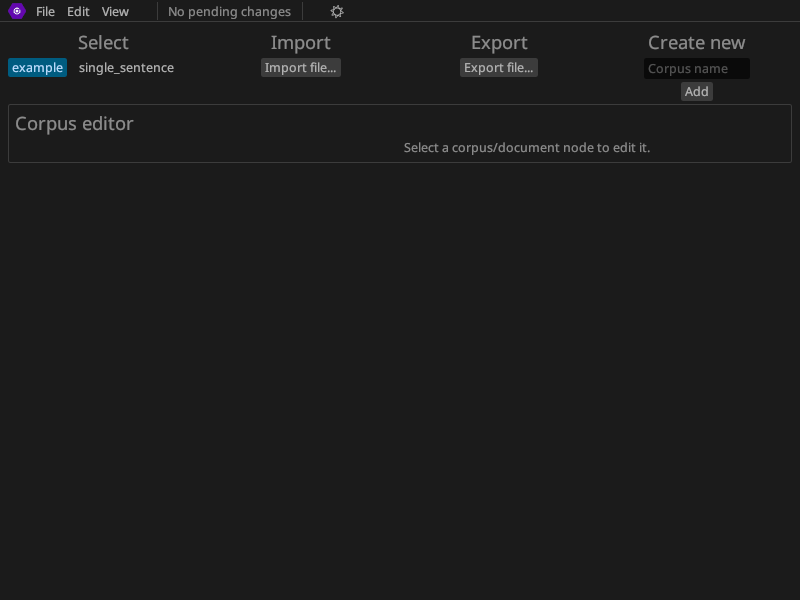 File Edit View No pending changes
Select Import Export Create new
example single_sentence Import file... Export file... Corpus name
Add
Corpus editor
Select a corpus/document node to edit it.